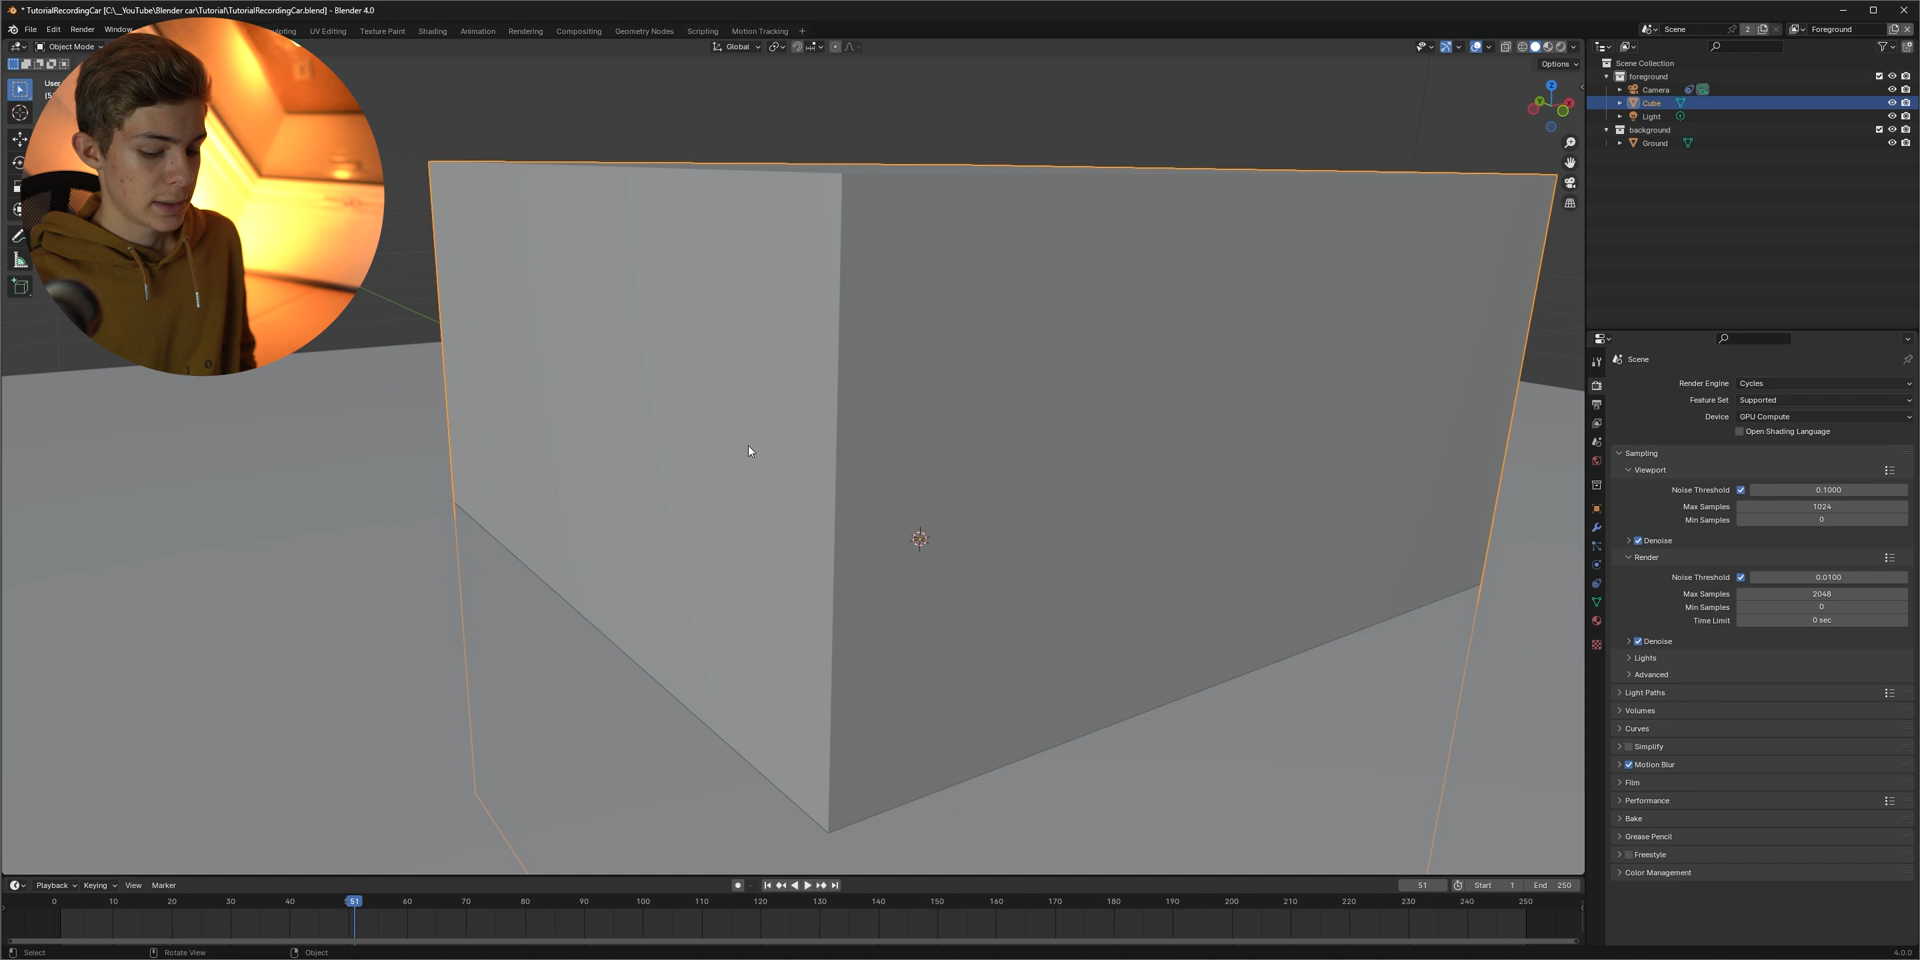 * TutorialRecordingCar [C:\__YouTube\Blender car\Tutorial\TutorialRecordingCar.blend] - Blender 4.0
File Edit Render Window UV Editing Texture Paint Shading Animation Rendering Compositing Geometry Nodes Scripting Motion Tracking + Scene 2 Foreground
Object Mode Global
Options
User
(5
Z
Y
X
Scene Collection
foreground
Camera
Cube
Light
background
Ground
Scene
Render Engine Cycles
Feature Set Supported
Device GPU Compute
Open Shading Language
Sampling
Viewport
Noise Threshold 0.1000
Max Samples 1024
Min Samples 0
Denoise
Render
Noise Threshold 0.0100
Max Samples 2048
Min Samples 0
Time Limit 0 sec
Denoise
Lights
Advanced
Light Paths
Volumes
Curves
Simplify
Motion Blur
Film
Performance
Bake
Grease Pencil
Freestyle
Color Management
Playback Keying View Marker 51 Start 1 End 250
0 10 20 30 40 51 60 70 80 90 100 110 120 130 140 150 160 170 180 190 200 210 220 230 240 250
Select Rotate View Object 4.0.0